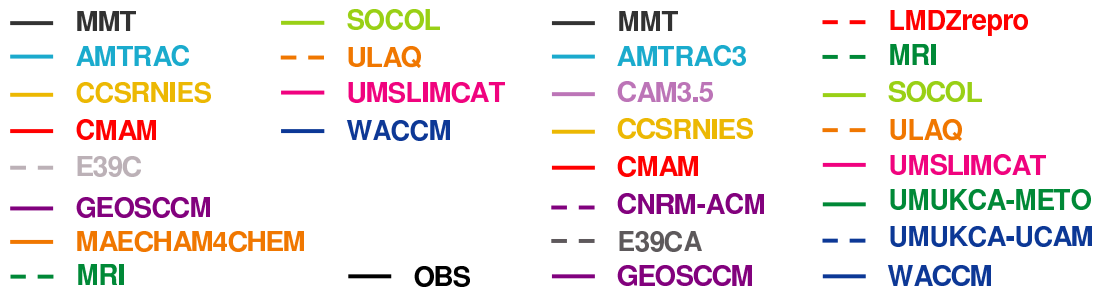 MMT
AMTRAC
CCSRNIES
CMAM
E39C
GEOSCCM
MAECHAM4CHEM
MRI
SOCOL
ULAQ
UMSLIMCAT
WACCM
OBS
MMT
AMTRAC3
CAM3.5
CCSRNIES
CMAM
CNRM-ACM
E39CA
GEOSCCM
LMDZrepro
MRI
SOCOL
ULAQ
UMSLIMCAT
UMUKCA-METO
UMUKCA-UCAM
WACCM